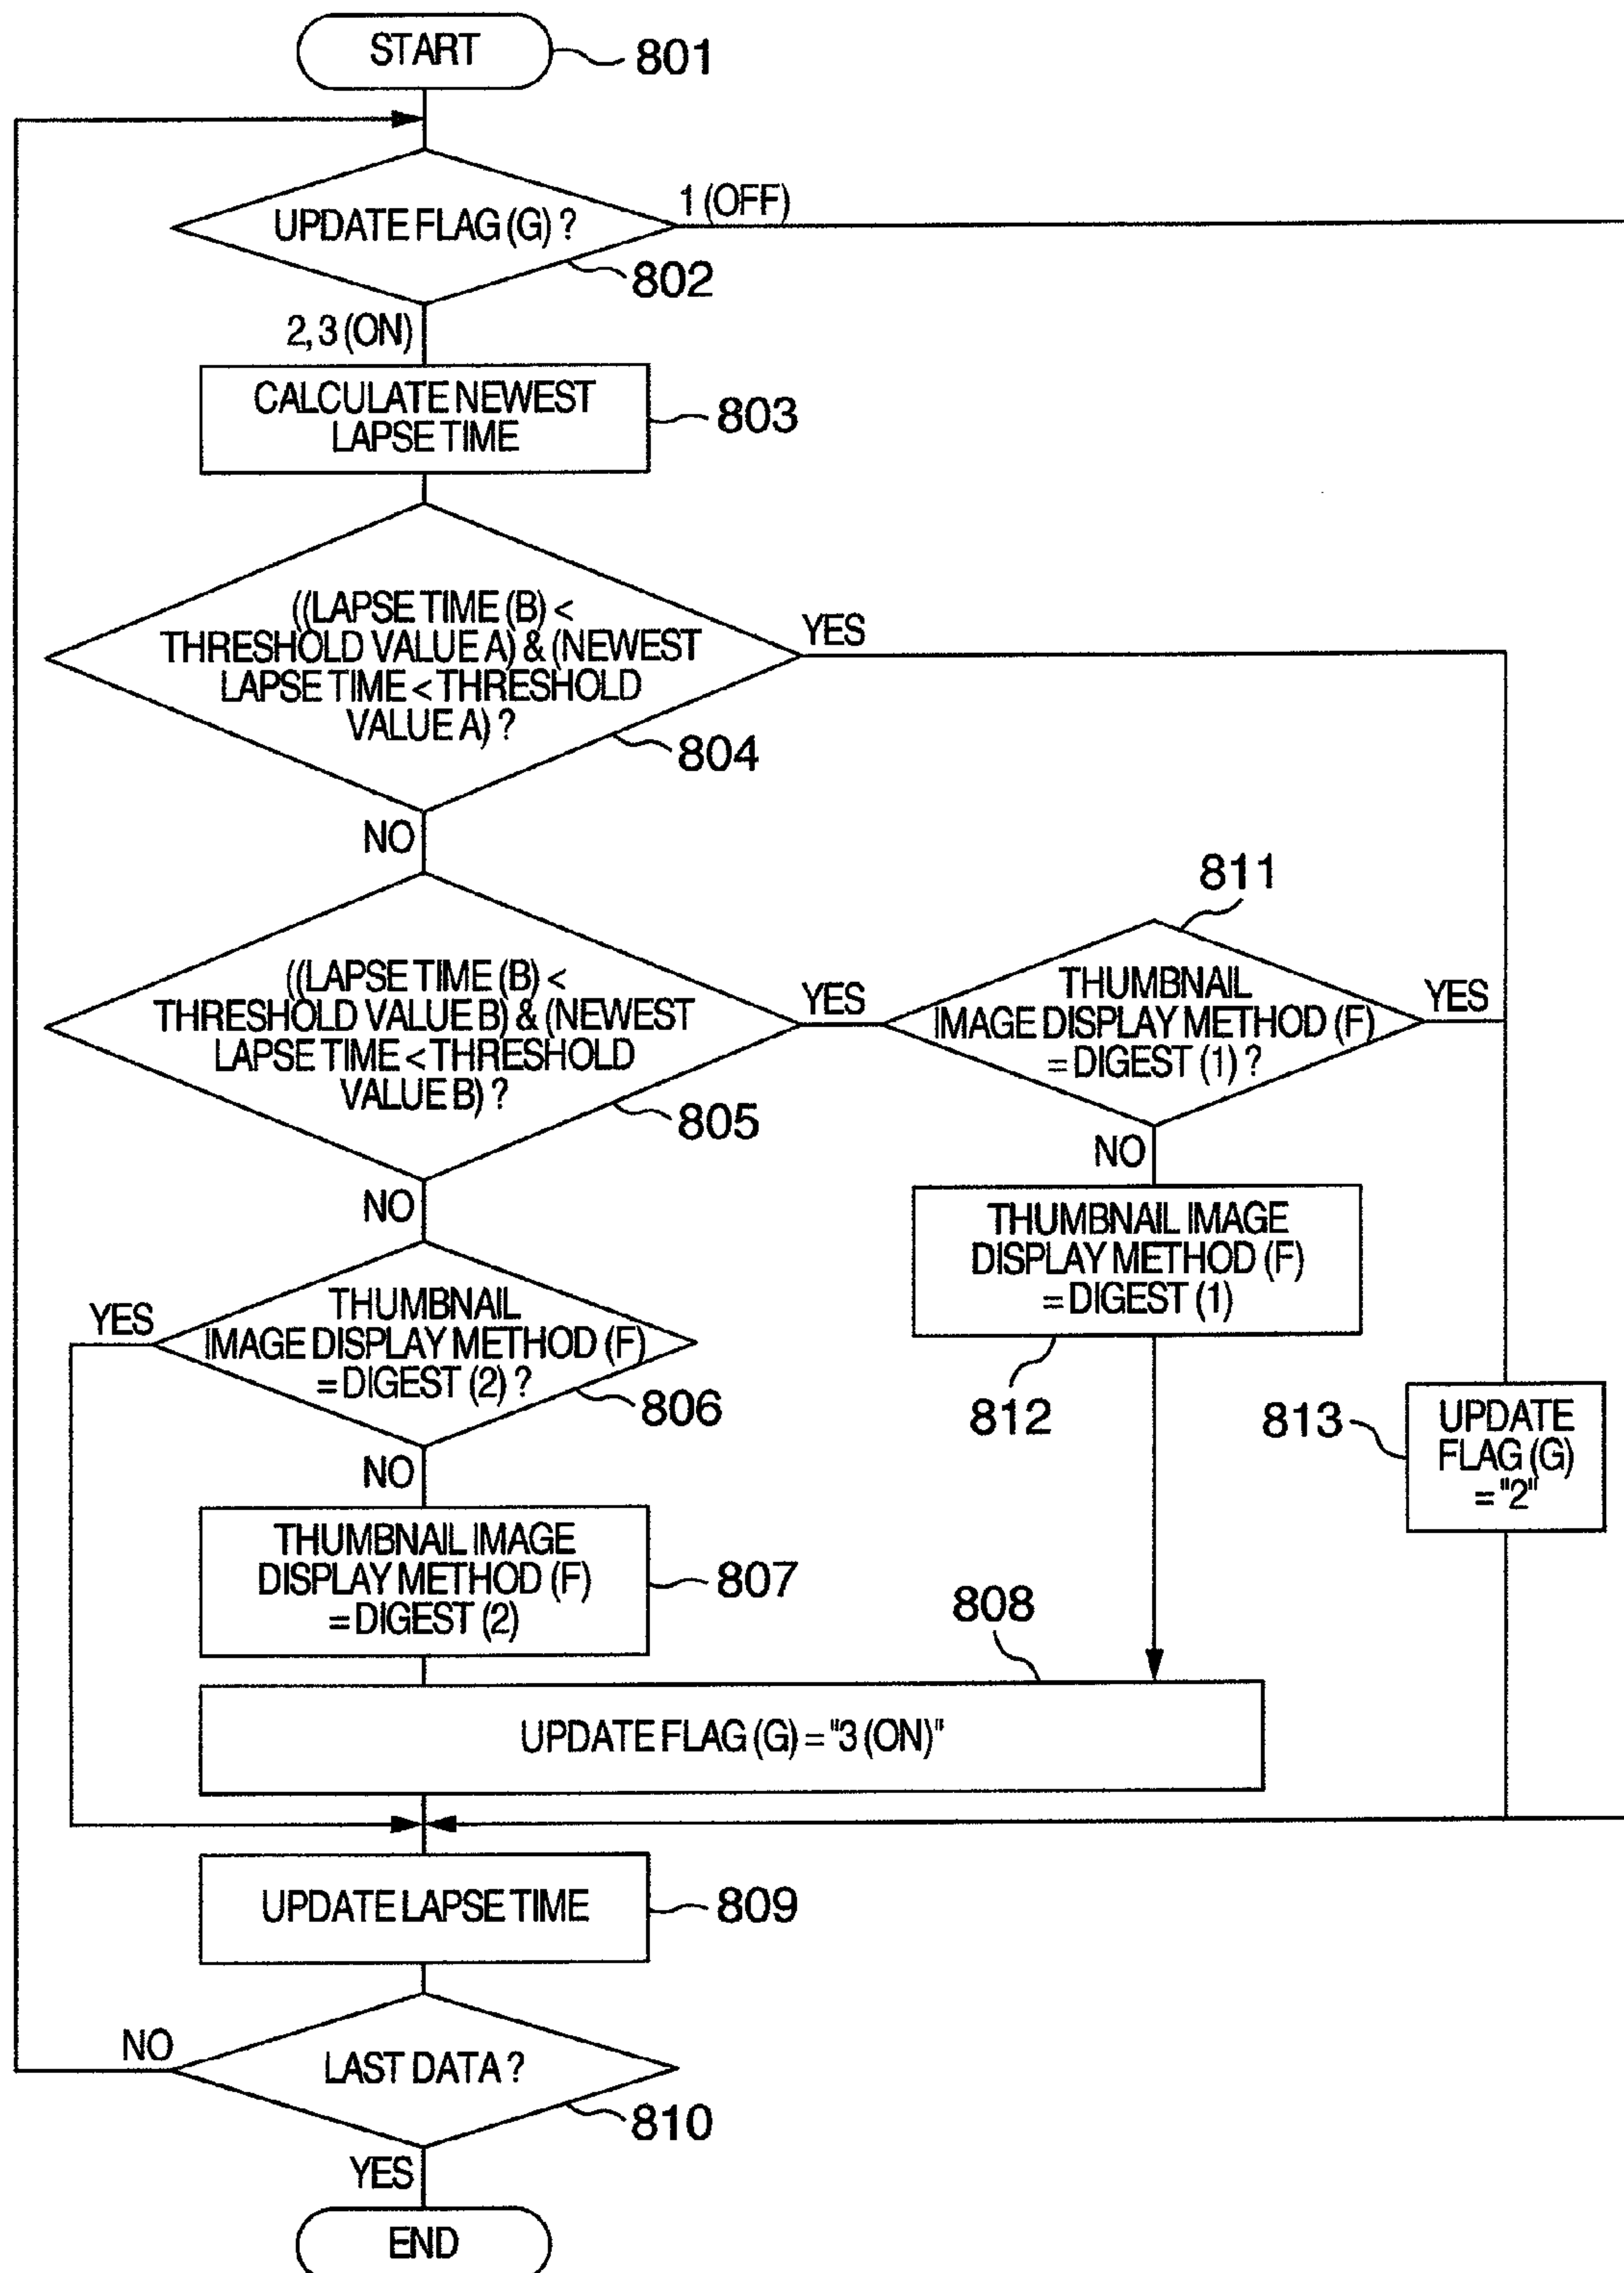 START
801
UPDATE FLAG (G) ?
1 (OFF)
802
2, 3 (ON)
CALCULATE NEWEST
LAPSE TIME
803
((LAPSE TIME (B) <
THRESHOLD VALUE A) & (NEWEST
LAPSE TIME < THRESHOLD
VALUE A) ?
YES
804
NO
((LAPSE TIME (B) <
THRESHOLD VALUE B) & (NEWEST
LAPSE TIME < THRESHOLD
VALUE B) ?
YES
805
811
THUMBNAIL
IMAGE DISPLAY METHOD (F)
= DIGEST (1) ?
YES
NO
NO
THUMBNAIL IMAGE
DISPLAY METHOD (F)
= DIGEST (1)
812
THUMBNAIL
IMAGE DISPLAY METHOD (F)
= DIGEST (2) ?
YES
806
813
UPDATE
FLAG (G)
= "2"
NO
THUMBNAIL IMAGE
DISPLAY METHOD (F)
= DIGEST (2)
807
808
UPDATE FLAG (G) = "3 (ON)"
UPDATE LAPSE TIME
809
NO
LAST DATA ?
810
YES
END